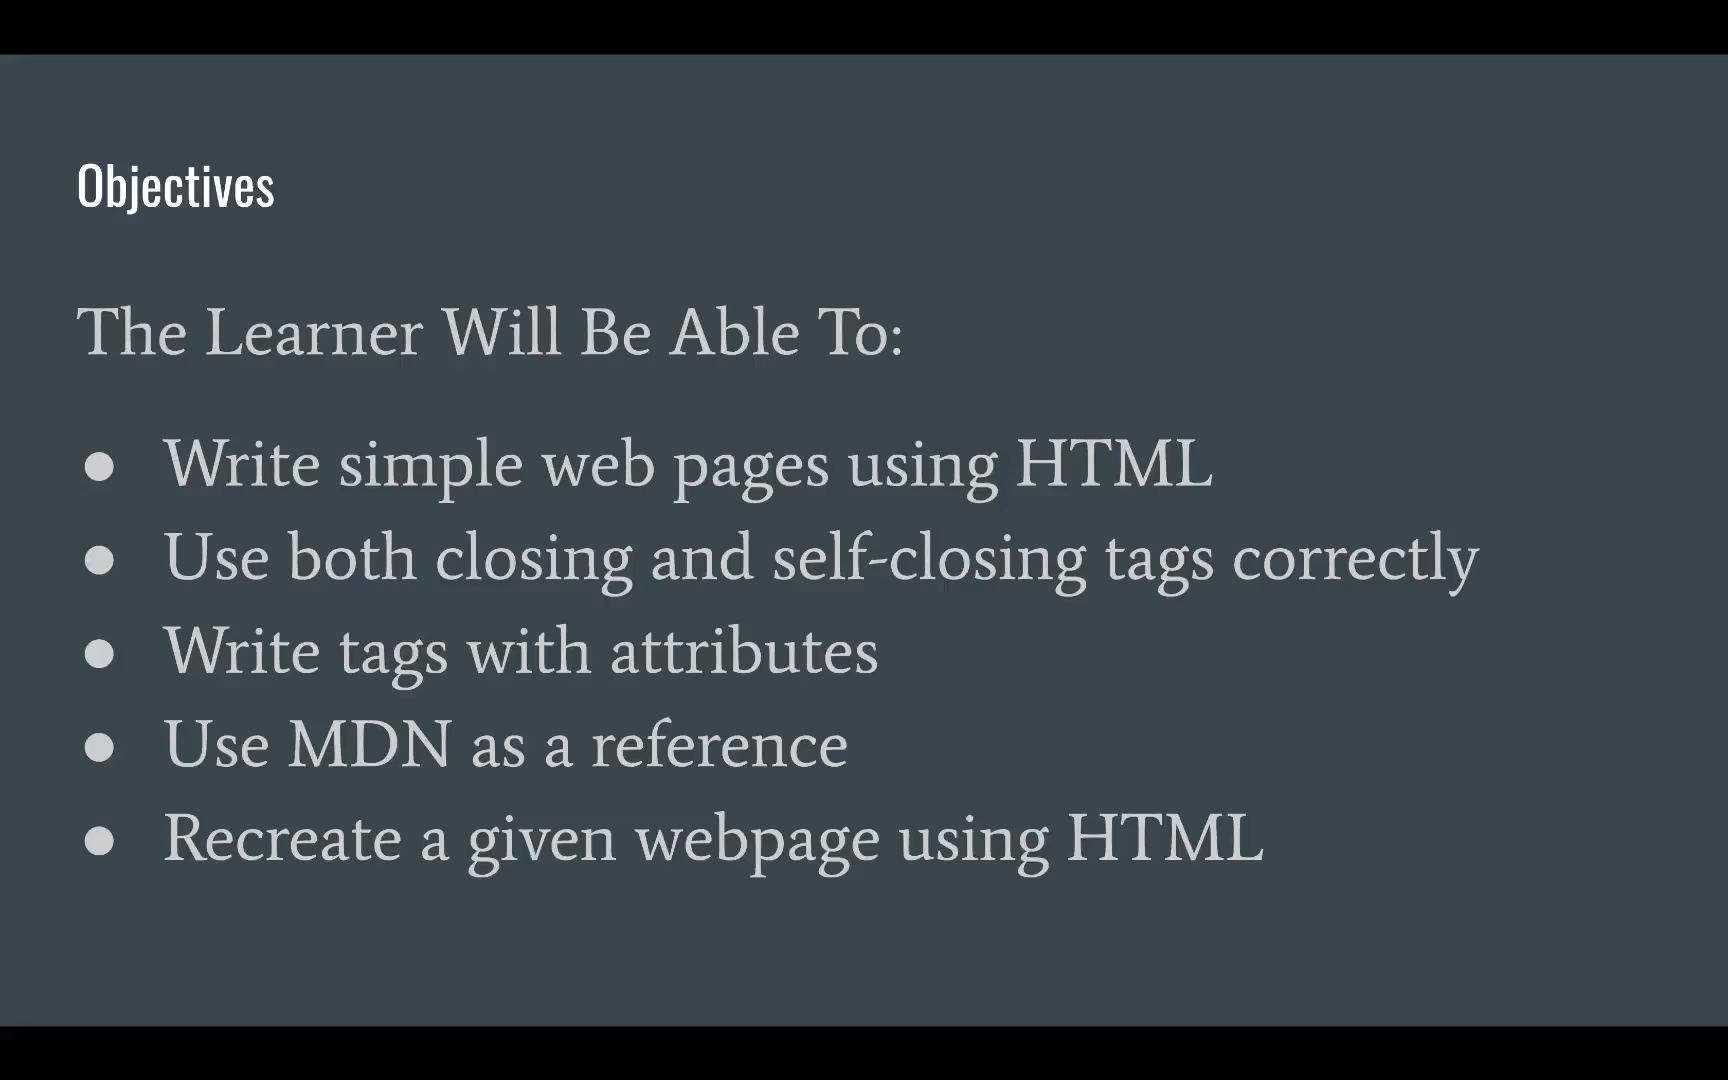 Objectives
The Learner Will Be Able To:
● Write simple web pages using HTML
● Use both closing and self-closing tags correctly
● Write tags with attributes
● Use MDN as a reference
● Recreate a given webpage using HTML